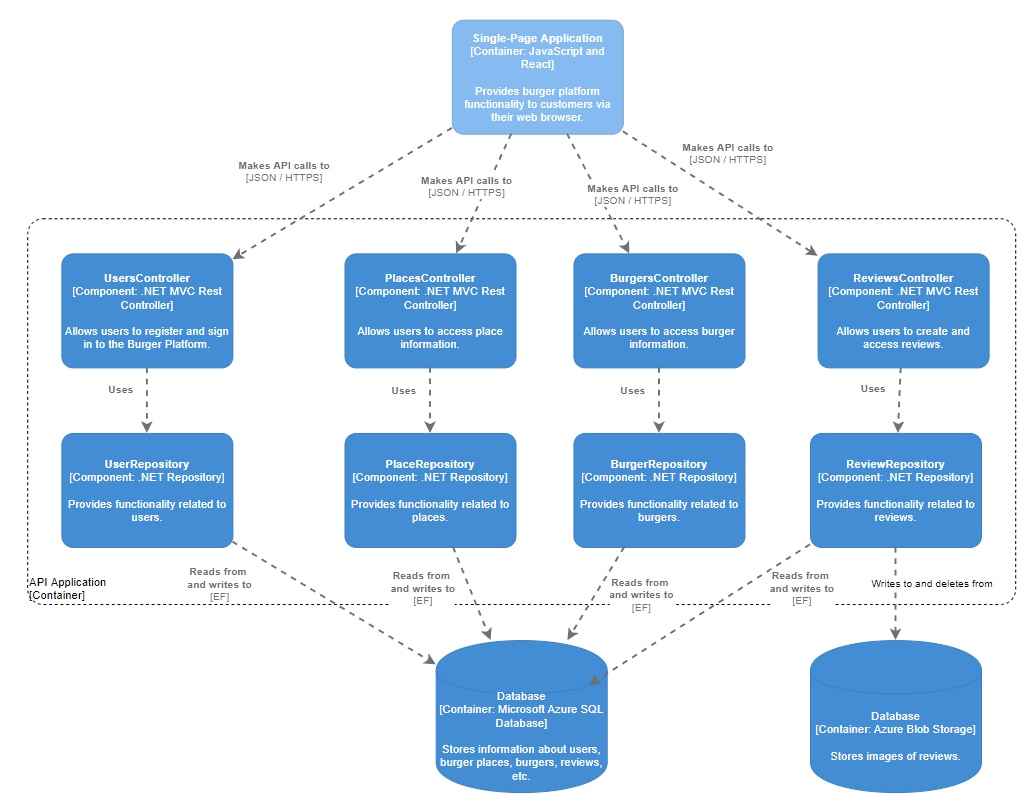 Single-Page Application
[Container: JavaScript and
React]
Provides burger platform
functionality to customers via
their web browser.
Makes API calls to
[JSON / HTTPS]
Makes API calls to
[JSON / HTTPS]
Makes API calls to
[JSON / HTTPS]
Makes API calls to
[JSON / HTTPS]
UsersController
[Component: .NET MVC Rest
Controller]
Allows users to register and sign
in to the Burger Platform.
PlacesController
[Component: .NET MVC Rest
Controller]
Allows users to access place
information.
BurgersController
[Component: .NET MVC Rest
Controller]
Allows users to access burger
information.
ReviewsController
[Component: .NET MVC Rest
Controller]
Allows users to create and
access reviews.
Uses
Uses
Uses
Uses
UserRepository
[Component: .NET Repository]
Provides functionality related to
users.
PlaceRepository
[Component: .NET Repository]
Provides functionality related to
places.
BurgerRepository
[Component: .NET Repository]
Provides functionality related to
burgers.
ReviewRepository
[Component: .NET Repository]
Provides functionality related to
reviews.
API Application
[Container]
Reads from
and writes to
[EF]
Reads from
and writes to
[EF]
Reads from
and writes to
[EF]
Reads from
and writes to
[EF]
Writes to and deletes from
Database
[Container: Microsoft Azure SQL
Database]
Stores information about users,
burger places, burgers, reviews,
etc.
Database
[Container: Azure Blob Storage]
Stores images of reviews.